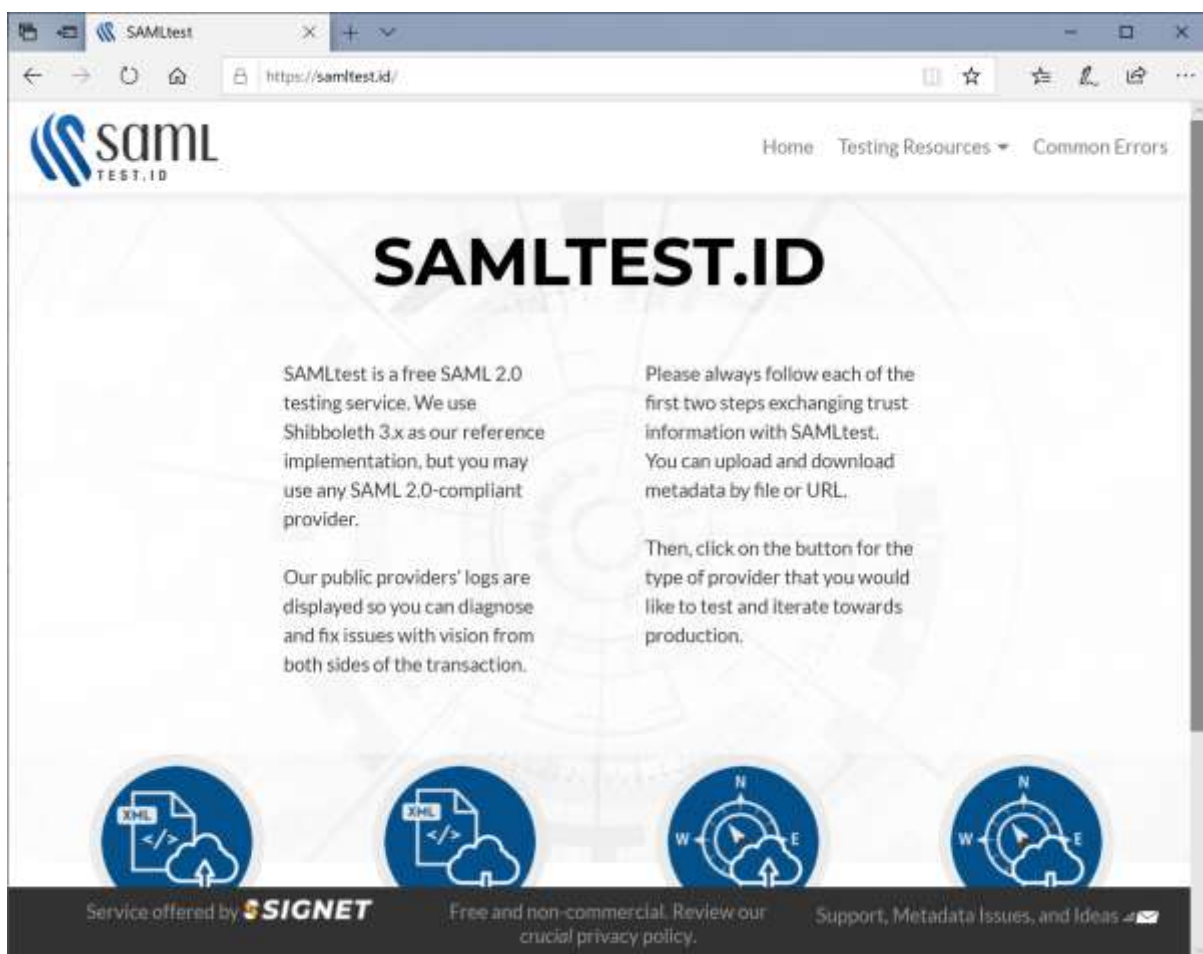 SAMLtest
https://samltest.id/
saml
TEST.ID
Home Testing Resources Common Errors
SAMLTEST.ID
SAMLtest is a free SAML 2.0
testing service. We use
Shibboleth 3.x as our reference
implementation, but you may
use any SAML 2.0-compliant
provider.
Our public providers' logs are
displayed so you can diagnose
and fix issues with vision from
both sides of the transaction.
Please always follow each of the
first two steps exchanging trust
information with SAMLtest.
You can upload and download
metadata by file or URL.
Then, click on the button for the
type of provider that you would
like to test and iterate towards
production.
XML
</>
XML
</>
N
W E
N
W E
Service offered by SIGNET
Free and non-commercial. Review our
crucial privacy policy.
Support, Metadata Issues, and Ideas